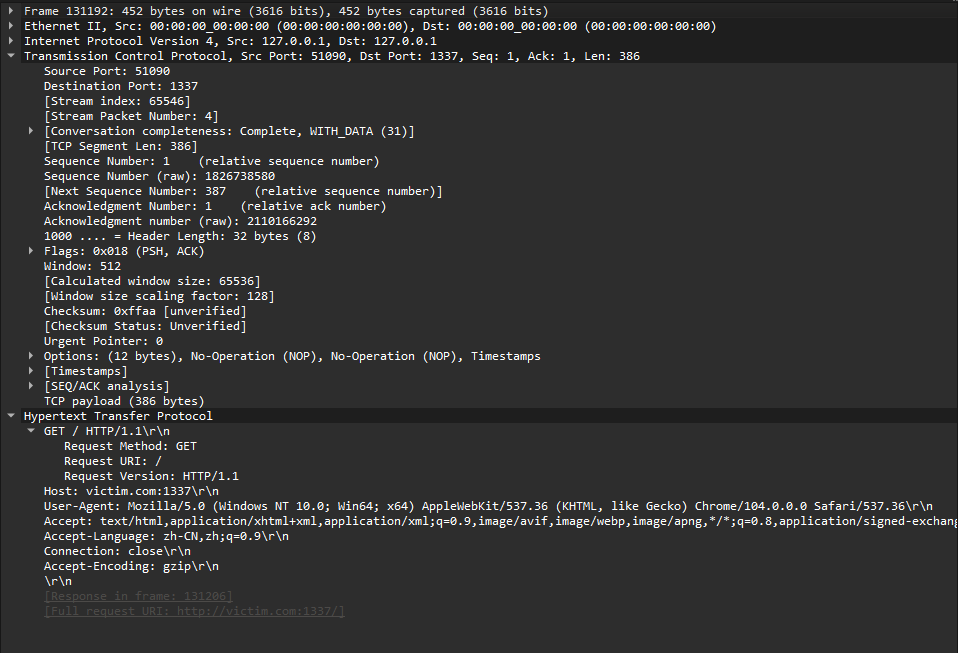 Frame 131192: 452 bytes on wire (3616 bits), 452 bytes captured (3616 bits)
Ethernet II, Src: 00:00:00_00:00:00 (00:00:00:00:00:00), Dst: 00:00:00_00:00:00 (00:00:00:00:00:00)
Internet Protocol Version 4, Src: 127.0.0.1, Dst: 127.0.0.1
Transmission Control Protocol, Src Port: 51090, Dst Port: 1337, Seq: 1, Ack: 1, Len: 386
Source Port: 51090
Destination Port: 1337
[Stream index: 65546]
[Stream Packet Number: 4]
[Conversation completeness: Complete, WITH_DATA (31)]
[TCP Segment Len: 386]
Sequence Number: 1    (relative sequence number)
Sequence Number (raw): 1826738580
[Next Sequence Number: 387    (relative sequence number)]
Acknowledgment Number: 1    (relative ack number)
Acknowledgment number (raw): 2110166292
1000 .... = Header Length: 32 bytes (8)
Flags: 0x018 (PSH, ACK)
Window: 512
[Calculated window size: 65536]
[Window size scaling factor: 128]
Checksum: 0xffaa [unverified]
[Checksum Status: Unverified]
Urgent Pointer: 0
Options: (12 bytes), No-Operation (NOP), No-Operation (NOP), Timestamps
[Timestamps]
[SEQ/ACK analysis]
TCP payload (386 bytes)
Hypertext Transfer Protocol
GET / HTTP/1.1\r\n
Request Method: GET
Request URI: /
Request Version: HTTP/1.1
Host: victim.com:1337\r\n
User-Agent: Mozilla/5.0 (Windows NT 10.0; Win64; x64) AppleWebKit/537.36 (KHTML, like Gecko) Chrome/104.0.0.0 Safari/537.36\r\n
Accept: text/html,application/xhtml+xml,application/xml;q=0.9,image/avif,image/webp,image/apng,*/*;q=0.8,application/signed-exchang
Accept-Language: zh-CN,zh;q=0.9\r\n
Connection: close\r\n
Accept-Encoding: gzip\r\n
\r\n
[Response in frame: 131206]
[Full request URI: http://victim.com:1337/]